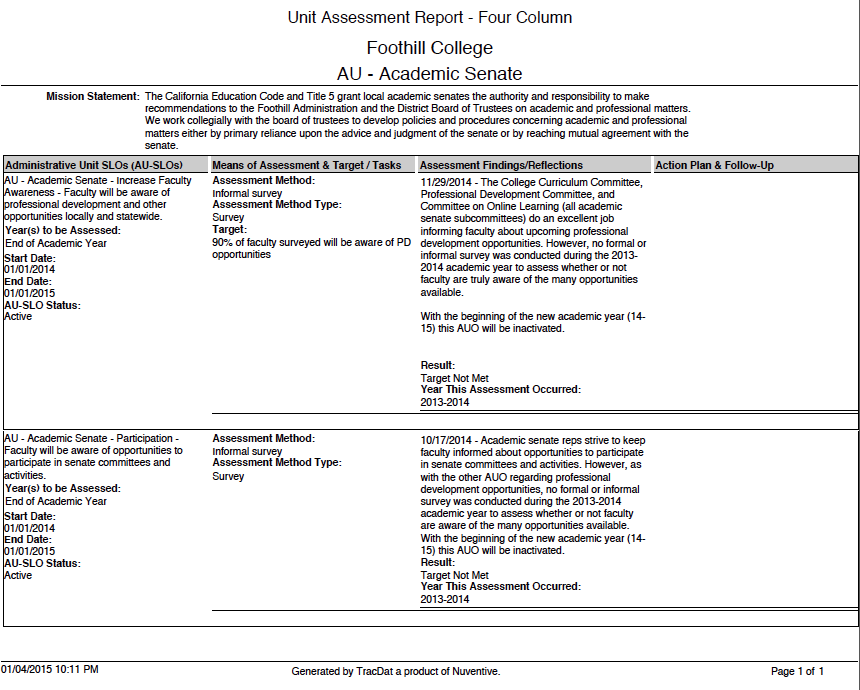 Unit Assessment Report - Four Column
Foothill College
AU - Academic Senate
Mission Statement: The California Education Code and Title 5 grant local academic senates the authority and responsibility to make
recommendations to the Foothill Administration and the District Board of Trustees on academic and professional matters.
We work collegially with the board of trustees to develop policies and procedures concerning academic and professional
matters either by primary reliance upon the advice and judgment of the senate or by reaching mutual agreement with the
senate.
Administrative Unit SLOs (AU-SLOs)
Means of Assessment & Target / Tasks
Assessment Findings/Reflections
Action Plan & Follow-Up
AU - Academic Senate - Increase Faculty
Awareness - Faculty will be aware of
professional development and other
opportunities locally and statewide.
Year(s) to be Assessed:
End of Academic Year
Start Date:
01/01/2014
End Date:
01/01/2015
AU-SLO Status:
Active
Assessment Method:
Informal survey
Assessment Method Type:
Survey
Target:
90% of faculty surveyed will be aware of PD
opportunities
11/29/2014 - The College Curriculum Committee,
Professional Development Committee, and
Committee on Online Learning (all academic
senate subcommittees) do an excellent job
informing faculty about upcoming professional
development opportunities. However, no formal or
informal survey was conducted during the 2013-
2014 academic year to assess whether or not
faculty are truly aware of the many opportunities
available.
With the beginning of the new academic year (14-
15) this AUO will be inactivated.
Result:
Target Not Met
Year This Assessment Occurred:
2013-2014
AU - Academic Senate - Participation -
Faculty will be aware of opportunities to
participate in senate committees and
activities.
Year(s) to be Assessed:
End of Academic Year
Start Date:
01/01/2014
End Date:
01/01/2015
AU-SLO Status:
Active
Assessment Method:
Informal survey
Assessment Method Type:
Survey
10/17/2014 - Academic senate reps strive to keep
faculty informed about opportunities to participate
in senate committees and activities. However, as
with the other AUO regarding professional
development opportunities, no formal or informal
survey was conducted during the 2013-2014
academic year to assess whether or not faculty
are aware of the many opportunities available.
With the beginning of the new academic year (14-
15) this AUO will be inactivated.
Result:
Target Not Met
Year This Assessment Occurred:
2013-2014
01/04/2015 10:11 PM
Generated by TracDat a product of Nuventive.
Page 1 of 1